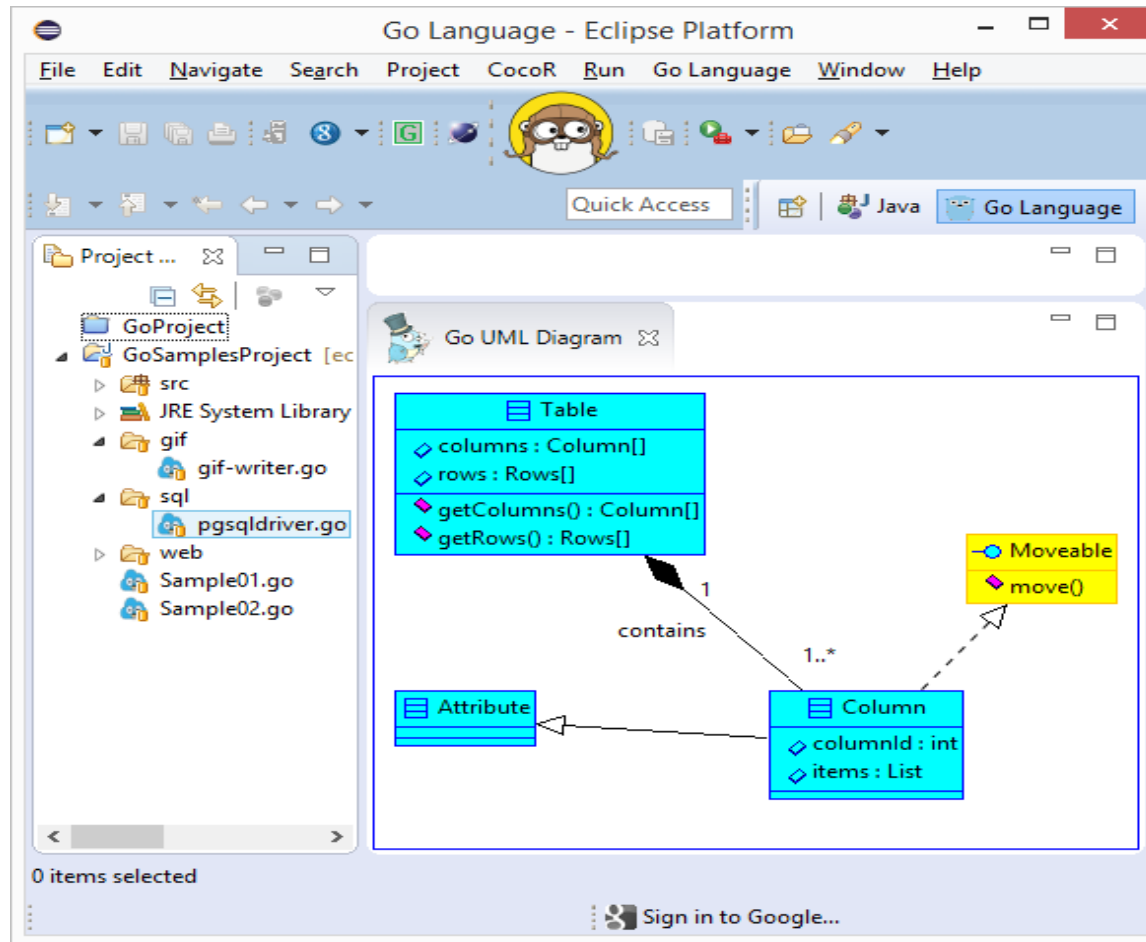 Go Language - Eclipse Platform
File Edit Navigate Search Project CocoR Run Go Language Window Help
8 G
Quick Access Java Go Language
Project ...
GoProject
GoSamplesProject [ec
src
JRE System Library
gif
gif-writer.go
sql
pgsqldriver.go
web
Sample01.go
Sample02.go
Go UML Diagram
Table
columns : Column[]
rows : Rows[]
getColumns() : Column[]
getRows() : Rows[]
1
contains
1..*
Moveable
move()
Attribute
Column
columnId : int
items : List
0 items selected
Sign in to Google...